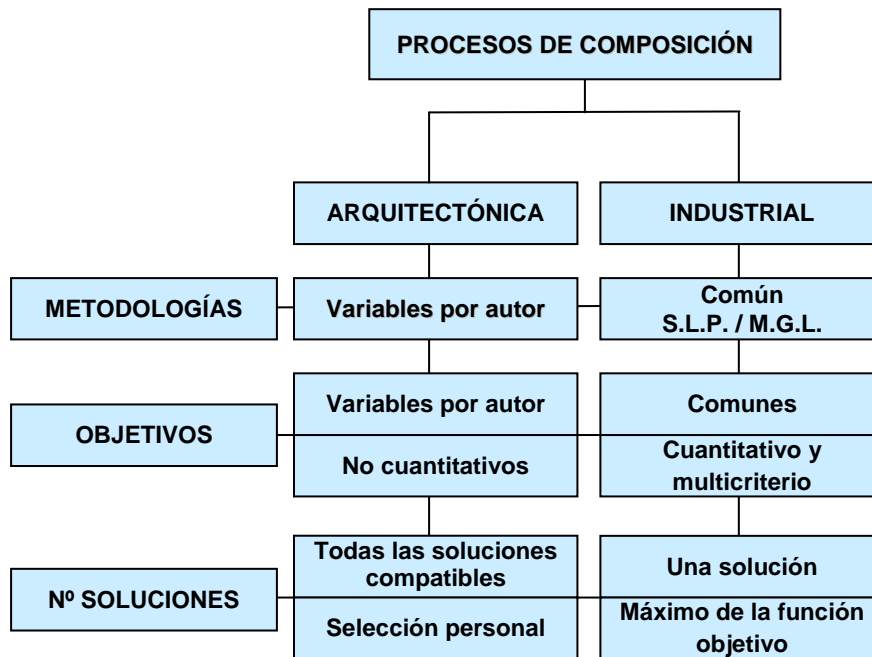 PROCESOS DE COMPOSICIÓN
ARQUITECTÓNICA
INDUSTRIAL
METODOLOGÍAS
Variables por autor
Común
S.L.P. / M.G.L.
OBJETIVOS
Variables por autor
Comunes
No cuantitativos
Cuantitativo y
multicriterio
Nº SOLUCIONES
Todas las soluciones
compatibles
Una solución
Selección personal
Máximo de la función
objetivo